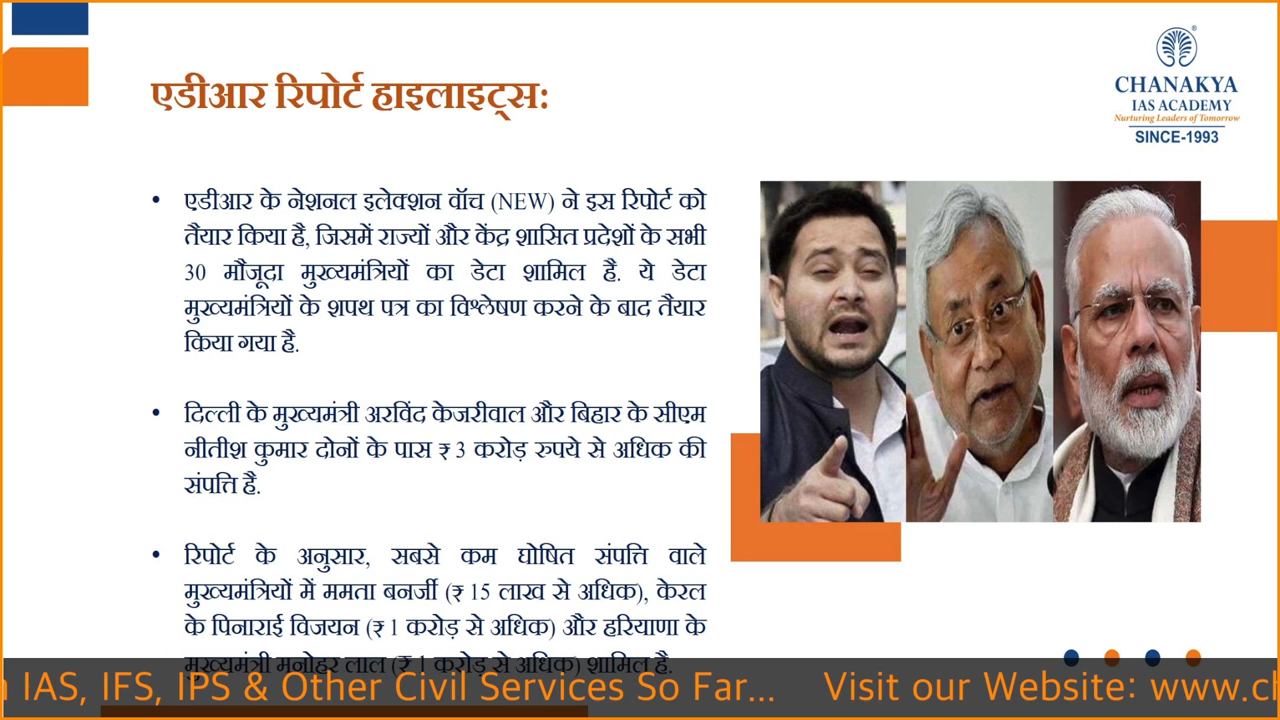 एडीआर रिपोर्ट हाइलाइट्स:
CHANAKYA
IAS ACADEMY
Nurturing Leaders of Tomorrow
SINCE-1993
• एडीआर के नेशनल इलेक्शन वॉच (NEW) ने इस रिपोर्ट को
तैयार किया है, जिसमें राज्यों और केंद्र शासित प्रदेशों के सभी
30 मौजूदा मुख्यमंत्रियों का डेटा शामिल है. ये डेटा
मुख्यमंत्रियों के शपथ पत्र का विश्लेषण करने के बाद तैयार
किया गया है.
• दिल्ली के मुख्यमंत्री अरविंद केजरीवाल और बिहार के सीएम
नीतीश कुमार दोनों के पास ₹ 3 करोड़ रुपये से अधिक की
संपत्ति है.
• रिपोर्ट के अनुसार, सबसे कम घोषित संपत्ति वाले
मुख्यमंत्रियों में ममता बनर्जी (₹ 15 लाख से अधिक), केरल
के पिनाराई विजयन (₹ 1 करोड़ से अधिक) और हरियाणा के
मुख्यमंत्री मनोहर लाल (₹ 1 करोड़ से अधिक) शामिल है.
IAS, IFS, IPS & Other Civil Services So Far... Visit our Website: www.